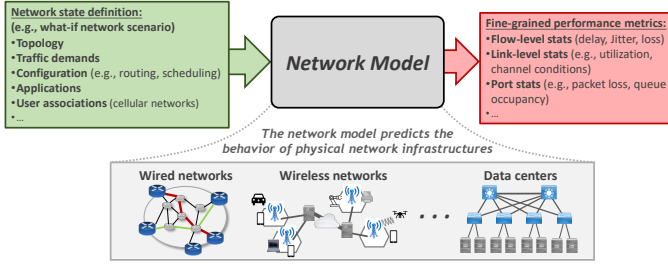 Network state definition:
(e.g., what-if network scenario)
•Topology
•Traffic demands
•Configuration (e.g., routing, scheduling)
•Applications
•User associations (cellular networks)
•...
Network Model
Fine-grained performance metrics:
•Flow-level stats (delay, Jitter, loss)
•Link-level stats (e.g., utilization,
channel conditions)
•Port stats (e.g., packet loss, queue
occupancy)
•...
The network model predicts the
behavior of physical network infrastructures
Wired networks
Wireless networks
Data centers